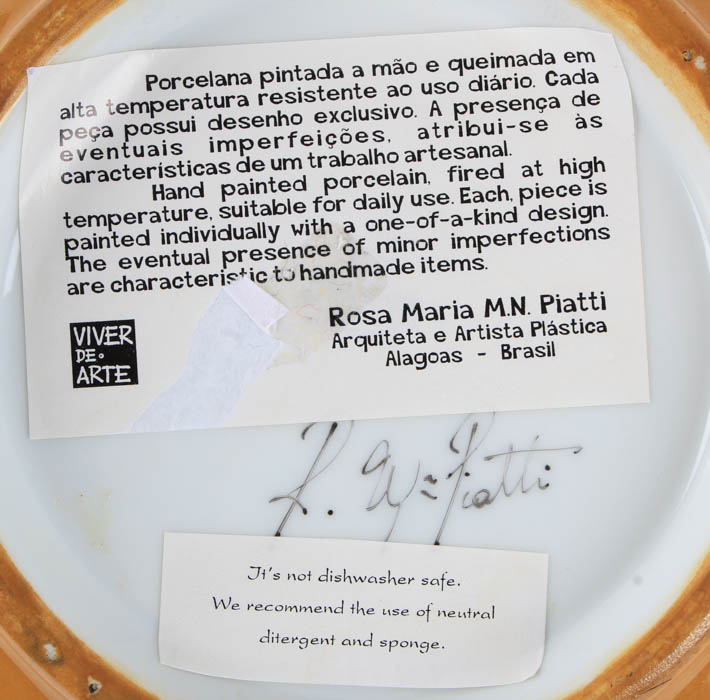 Porcelana pintada a mão e queimada em
alta temperatura resistente ao uso diário. Cada
peça possui desenho exclusivo. A presença de
eventuais imperfeições, atribui-se às
características de um trabalho artesanal.
Hand painted porcelain, fired at high
temperature, suitable for daily use. Each, piece is
painted individually with a one-of-a-kind design.
The eventual presence of minor imperfections
are characteristic to handmade items.
Rosa Maria M.N. Piatti
Arquiteta e Artista Plástica
Alagoas - Brasil
VIVER
DE.
ARTE
R. Mª Piatti
It's not dishwasher safe.
We recommend the use of neutral
ditergent and sponge.